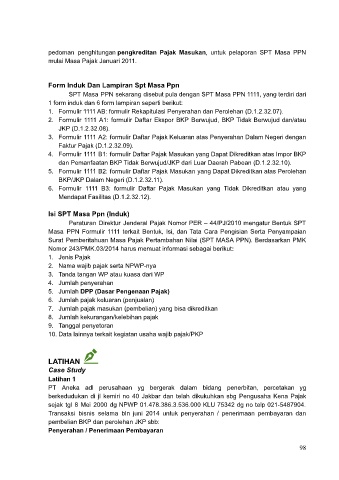 pedoman penghitungan pengkreditan Pajak Masukan, untuk pelaporan SPT Masa PPN
mulai Masa Pajak Januari 2011.
Form Induk Dan Lampiran Spt Masa Ppn
SPT Masa PPN sekarang disebut pula dengan SPT Masa PPN 1111, yang terdiri dari
1 form induk dan 6 form lampiran seperti berikut:
1. Formulir 1111 AB: formulir Rekapitulasi Penyerahan dan Perolehan (D.1.2.32.07).
2. Formulir 1111 A1: formulir Daftar Ekspor BKP Berwujud, BKP Tidak Berwujud dan/atau
JKP (D.1.2.32.08).
3. Formulir 1111 A2: formulir Daftar Pajak Keluaran atas Penyerahan Dalam Negeri dengan
Faktur Pajak (D.1.2.32.09).
4. Formulir 1111 B1: formulir Daftar Pajak Masukan yang Dapat Dikreditkan atas Impor BKP
dan Pemanfaatan BKP Tidak Berwujud/JKP dari Luar Daerah Pabean (D.1.2.32.10).
5. Formulir 1111 B2: formulir Daftar Pajak Masukan yang Dapat Dikreditkan atas Perolehan
BKP/JKP Dalam Negeri (D.1.2.32.11).
6. Formulir 1111 B3: formulir Daftar Pajak Masukan yang Tidak Dikreditkan atau yang
Mendapat Fasilitas (D.1.2.32.12).
Isi SPT Masa Ppn (Induk)
Peraturan Direktur Jenderal Pajak Nomor PER – 44/PJ/2010 mengatur Bentuk SPT
Masa PPN Formulir 1111 terkait Bentuk, Isi, dan Tata Cara Pengisian Serta Penyampaian
Surat Pemberitahuan Masa Pajak Pertambahan Nilai (SPT MASA PPN). Berdasarkan PMK
Nomor 243/PMK.03/2014 harus memuat informasi sebagai berikut:
1. Jenis Pajak
2. Nama wajib pajak serta NPWP-nya
3. Tanda tangan WP atau kuasa dari WP
4. Jumlah penyerahan
5. Jumlah DPP (Dasar Pengenaan Pajak)
6. Jumlah pajak keluaran (penjualan)
7. Jumlah pajak masukan (pembelian) yang bisa dikreditkan
8. Jumlah kekurangan/kelebihan pajak
9. Tanggal penyetoran
10. Data lainnya terkait kegiatan usaha wajib pajak/PKP
LATIHAN
Case Study
Latihan 1
PT Aneka adl perusahaan yg bergerak dalam bidang penerbitan, percetakan yg
berkedudukan di jl kemiri no 40 Jakbar dan telah dikukuhkan sbg Pengusaha Kena Pajak
sejak tgl 8 Mei 2000 dg NPWP 01.478.386.3.536.000 KLU 75342 dg no telp 021-5487904.
Transaksi bisnis selama bln juni 2014 untuk penyerahan / penerimaan pembayaran dan
pembelian BKP dan perolehan JKP sbb:
Penyerahan / Penerimaan Pembayaran
98